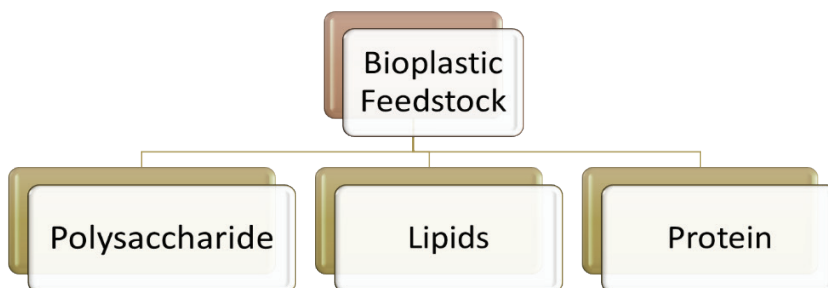 Bioplastic
Feedstock
Polysaccharide
Lipids
Protein